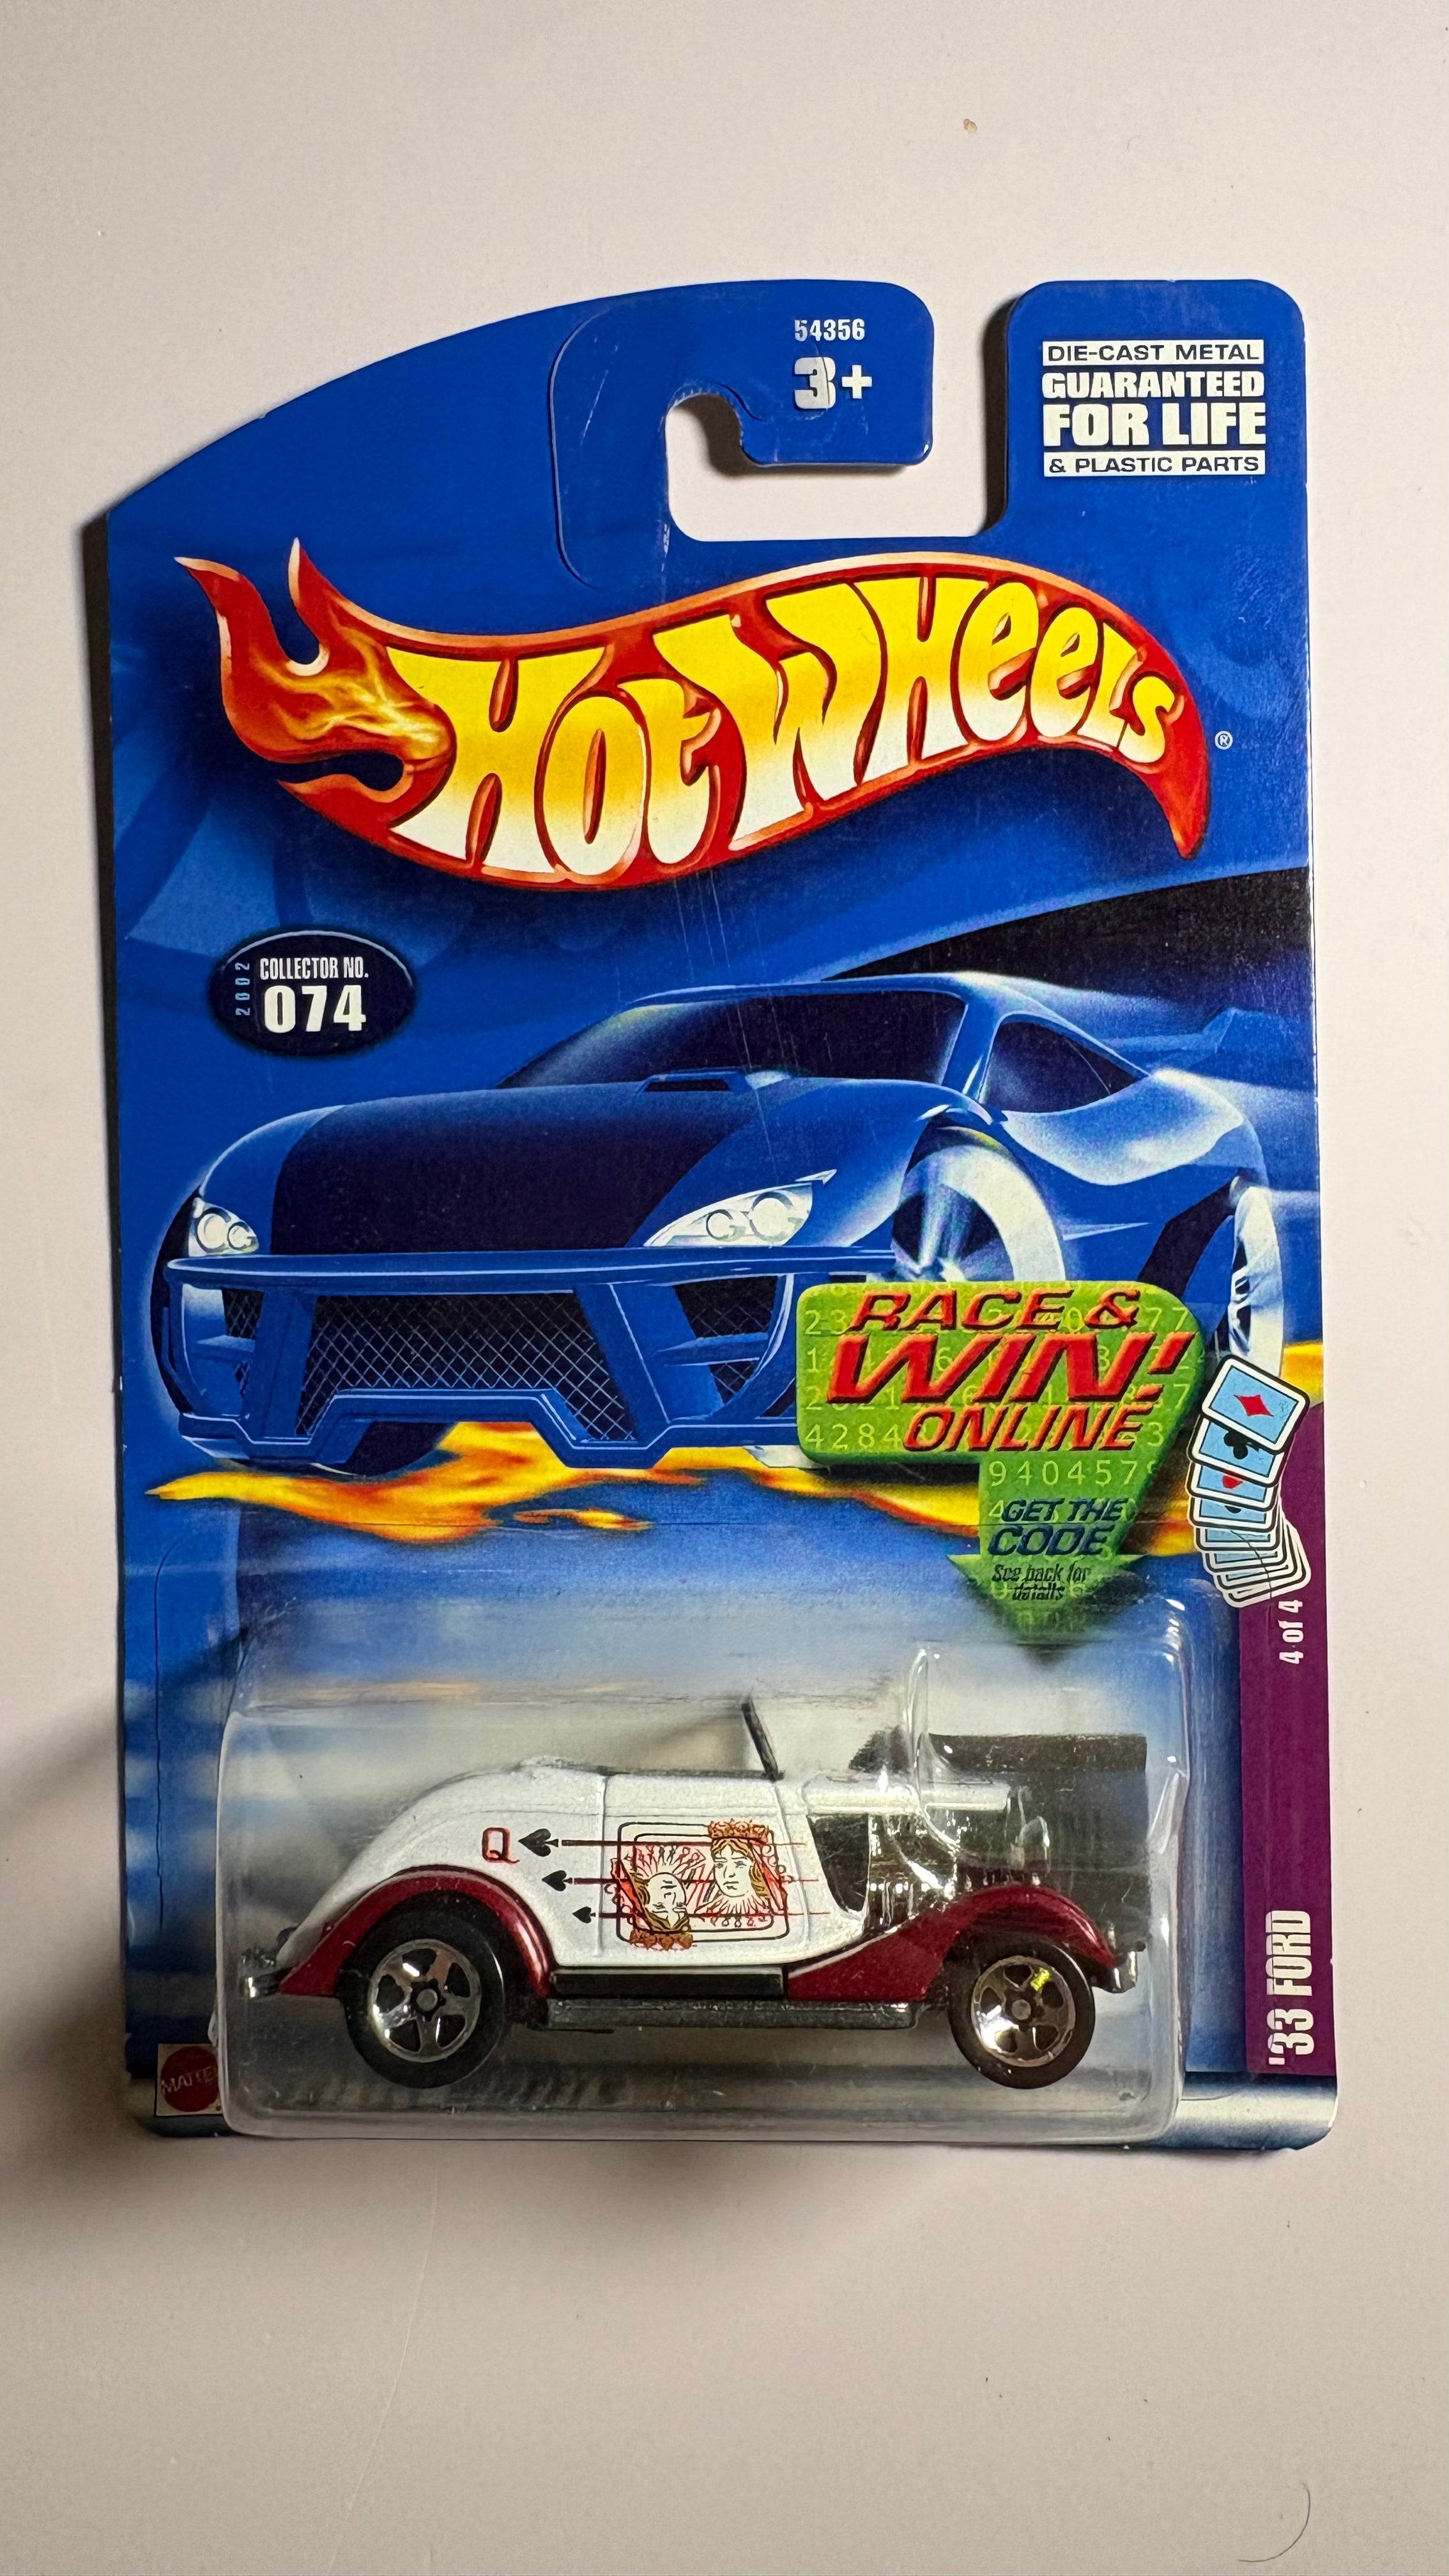 54356
3+
DIE-CAST METAL
GUARANTEED
FOR LIFE
& PLASTIC PARTS
Hot Wheels
®
2002
COLLECTOR NO.
074
RACE &
WIN!
ONLINE
GET THE
CODE
See back for
details
4 of 4
Q
'33 FORD
MATTEL